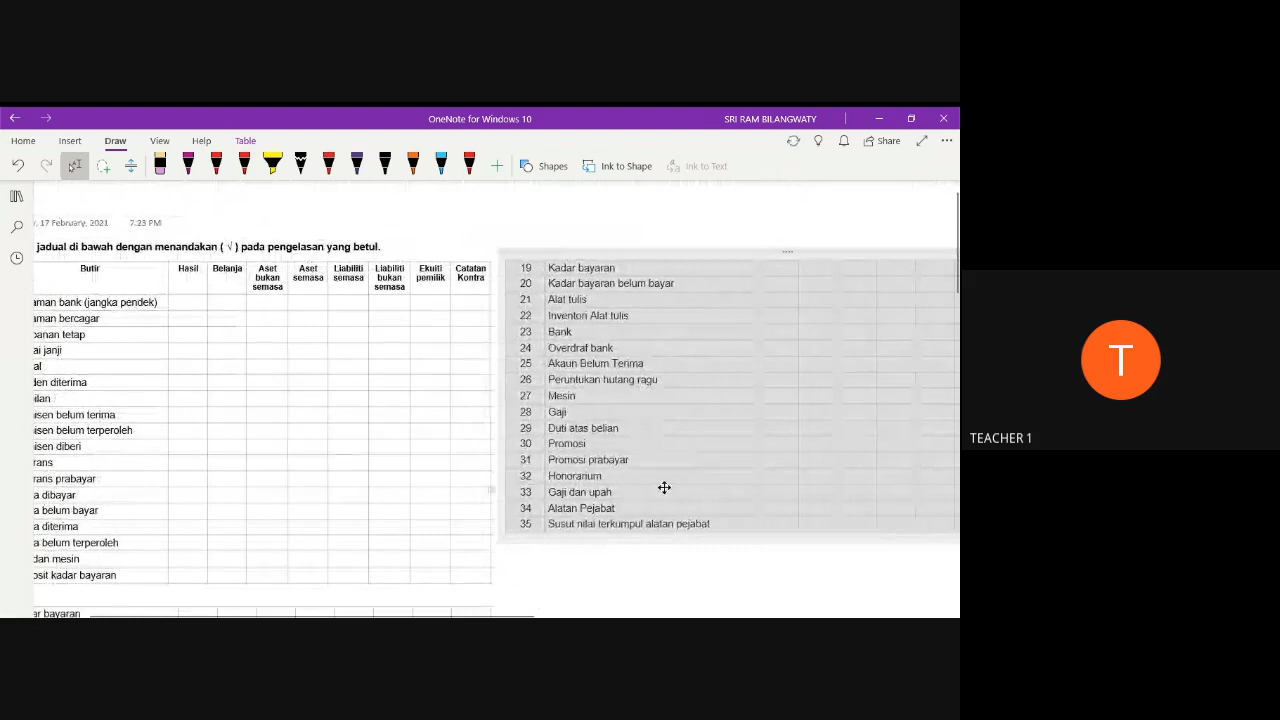 OneNote for Windows 10
SRI RAM BILANGWATY
Home Insert Draw View Help Table
Share
Shapes Ink to Shape Ink to Text
, 17 February, 2021 7:23 PM
jadual di bawah dengan menandakan ( √ ) pada pengelasan yang betul.
Butir Hasil Belanja Aset bukan semasa Aset semasa Liabiliti semasa Liabiliti bukan semasa Ekuiti pemilik Catatan Kontra
aman bank (jangka pendek)
aman bercagar
panan tetap
ai janji
al
den diterima
bilan
isen belum terima
isen belum terperoleh
isen diberi
rans
rans prabayar
a dibayar
a belum bayar
a diterima
a belum terperoleh
dan mesin
osit kadar bayaran
ar bayaran
19 Kadar bayaran
20 Kadar bayaran belum bayar
21 Alat tulis
22 Inventori Alat tulis
23 Bank
24 Overdraf bank
25 Akaun Belum Terima
26 Peruntukan hutang ragu
27 Mesin
28 Gaji
29 Duti atas belian
30 Promosi
31 Promosi prabayar
32 Honorarium
33 Gaji dan upah
34 Alatan Pejabat
35 Susut nilai terkumpul alatan pejabat
T
TEACHER 1